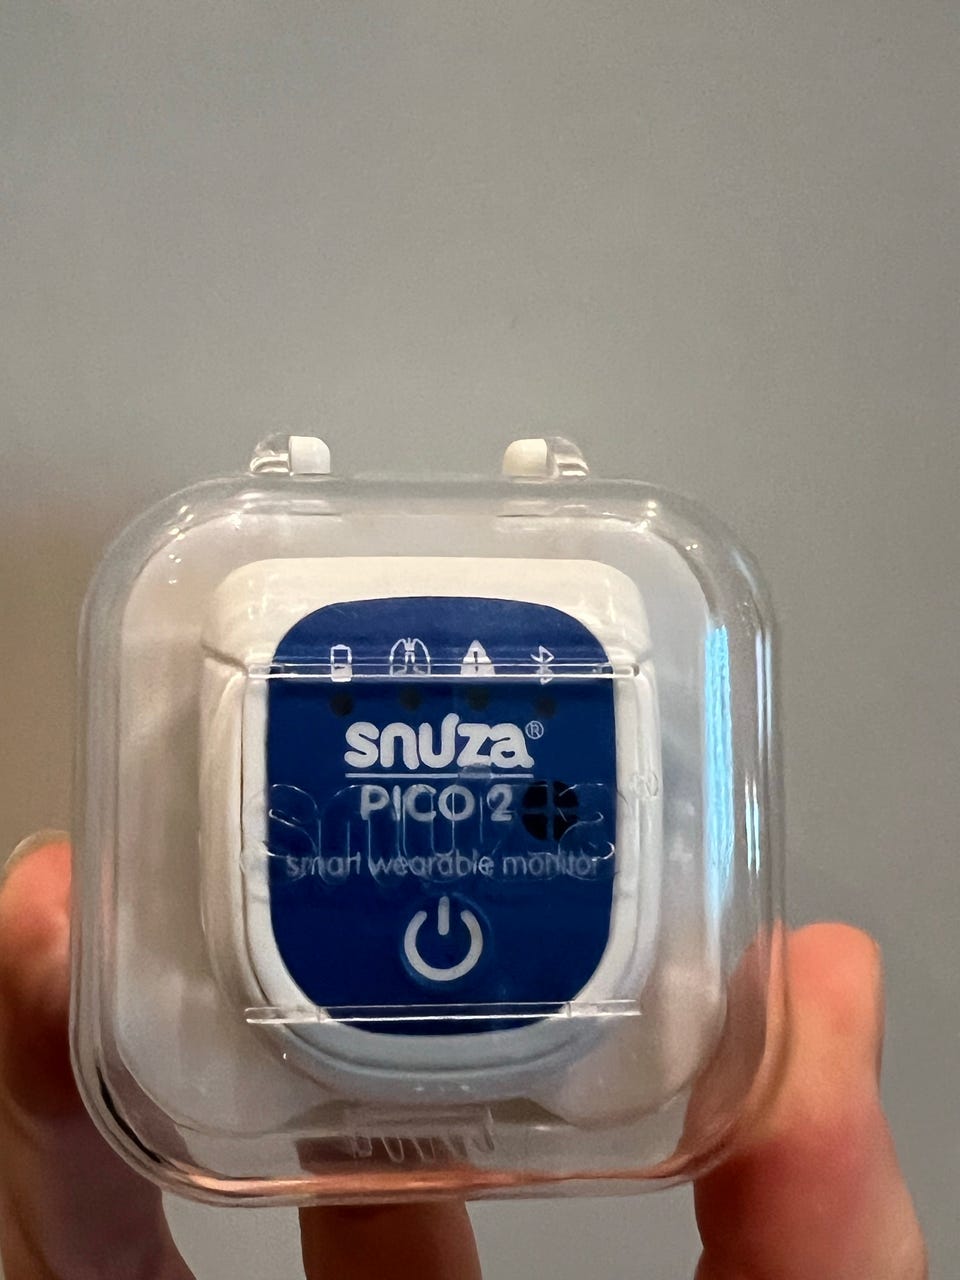 snuza®
PICO 2
smart wearable monitor